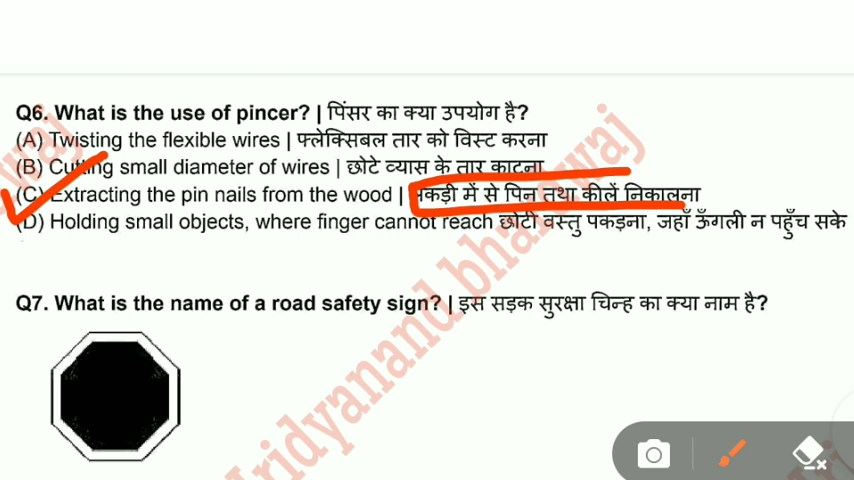 Q6. What is the use of pincer? | पिंसर का क्या उपयोग है?
(A) Twisting the flexible wires | फ्लेक्सिबल तार को विस्ट करना
(B) Cutting small diameter of wires | छोटे व्यास के तार काटना
(C) Extracting the pin nails from the wood | लकड़ी में से पिन तथा कीलें निकालना
(D) Holding small objects, where finger cannot reach छोटी वस्तु पकड़ना, जहाँ ऊँगली न पहुँच सके
Q7. What is the name of a road safety sign? | इस सड़क सुरक्षा चिन्ह का क्या नाम है?
Hridyanand bhardwaj